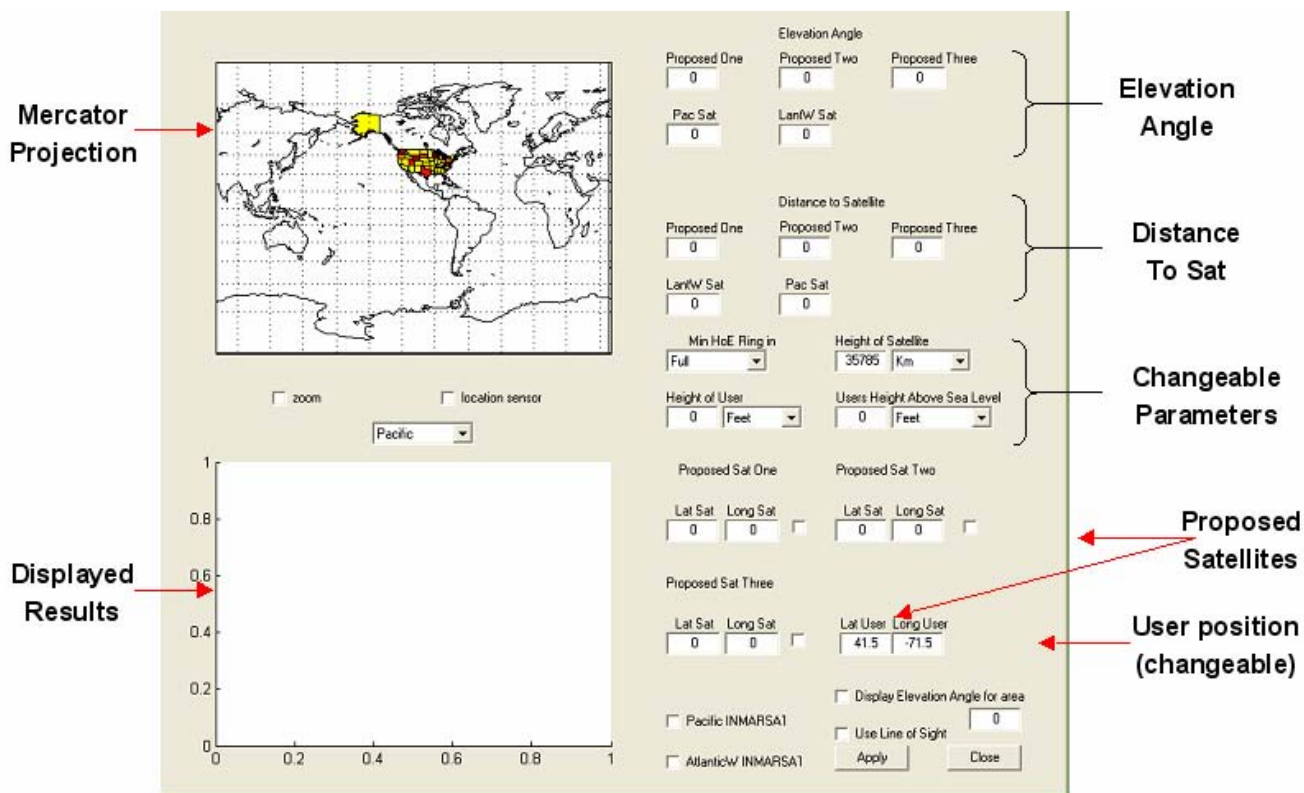 Elevation Angle
Proposed One Proposed Two Proposed Three
0 0 0
Pac Sat Lant/W Sat
0 0
Elevation
Angle
Mercator
Projection
Distance to Satellite
Proposed One Proposed Two Proposed Three
0 0 0
Lant/W Sat Pac Sat
0 0
Distance
To Sat
Min HoE Ring in Height of Satellite
Full 35785 Km
Height of User Users Height Above Sea Level
0 Feet 0 Feet
Changeable
Parameters
zoom location sensor
Pacific
1
0.8
0.6
0.4
0.2
0
0 0.2 0.4 0.6 0.8 1
Displayed
Results
Proposed Sat One Proposed Sat Two
Lat Sat Long Sat Lat Sat Long Sat
0 0 0 0
Proposed
Satellites
Proposed Sat Three
Lat Sat Long Sat Lat User Long User
0 0 41.5 -71.5
User position
(changeable)
Display Elevation Angle for area
0
Pacific INMARSAT
Use Line of Sight
AtlanticW INMARSAT
Apply Close